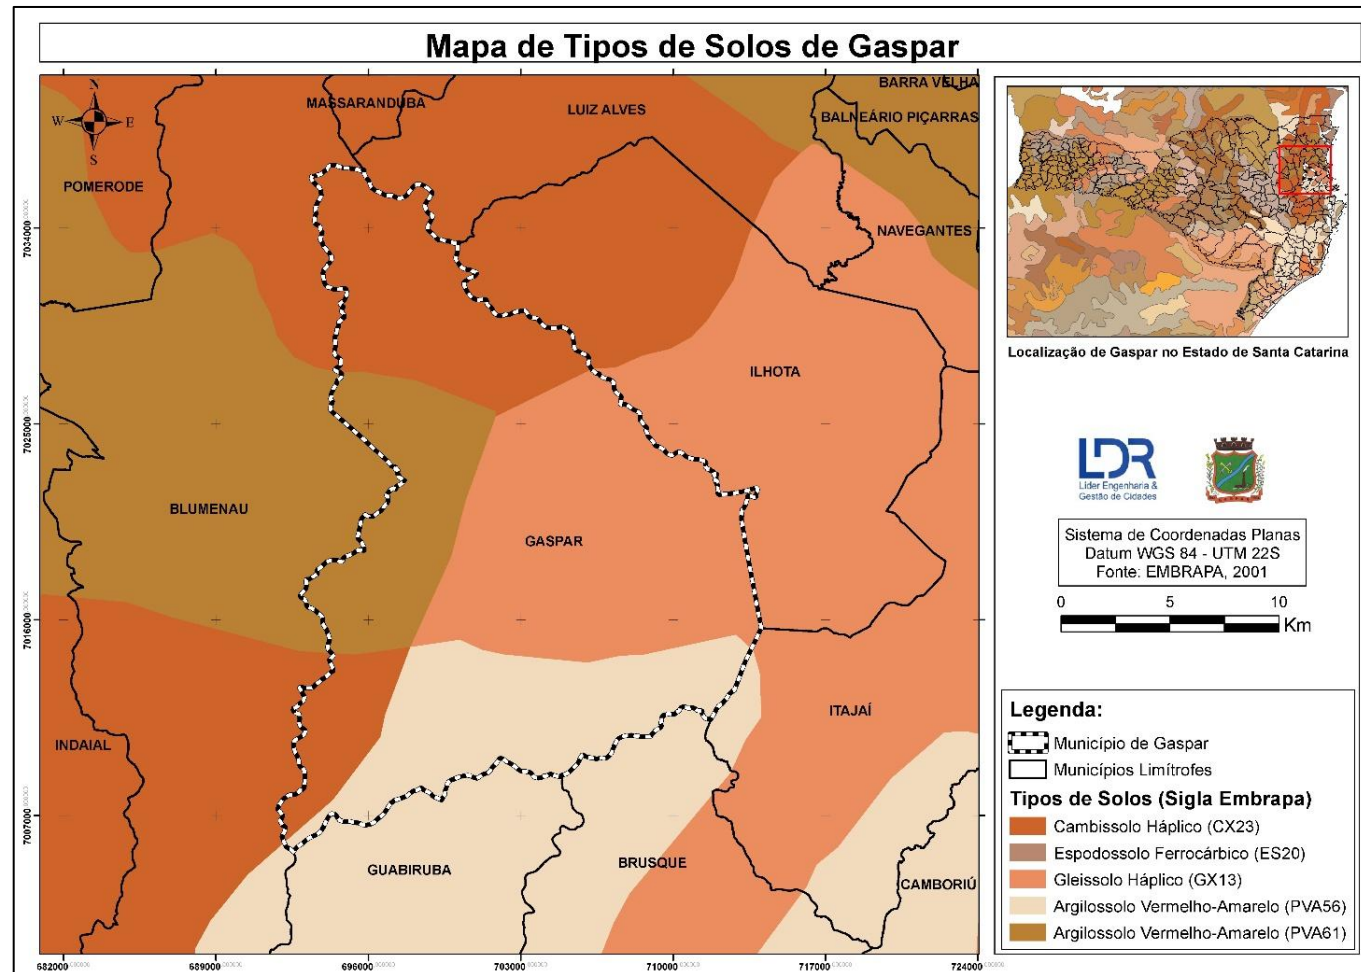 Mapa de Tipos de Solos de Gaspar
N
W E
S
MASSARANDUBA
LUIZ ALVES
BARRA VELHA
BALNEÁRIO PIÇARRAS
POMERODE
NAVEGANTES
ILHOTA
BLUMENAU
GASPAR
ITAJAÍ
INDAIAL
GUABIRUBA
BRUSQUE
CAMBORIÚ
7034000
7025000
7016000
7007000
682000
689000
696000
703000
710000
717000
724000
Localização de Gaspar no Estado de Santa Catarina
LDR
Líder Engenharia &
Gestão de Cidades
Sistema de Coordenadas Planas
Datum WGS 84 - UTM 22S
Fonte: EMBRAPA, 2001
0 5 10
Km
Legenda:
Município de Gaspar
Municípios Limítrofes
Tipos de Solos (Sigla Embrapa)
Cambissolo Háplico (CX23)
Espodossolo Ferrocárbico (ES20)
Gleissolo Háplico (GX13)
Argilossolo Vermelho-Amarelo (PVA56)
Argilossolo Vermelho-Amarelo (PVA61)